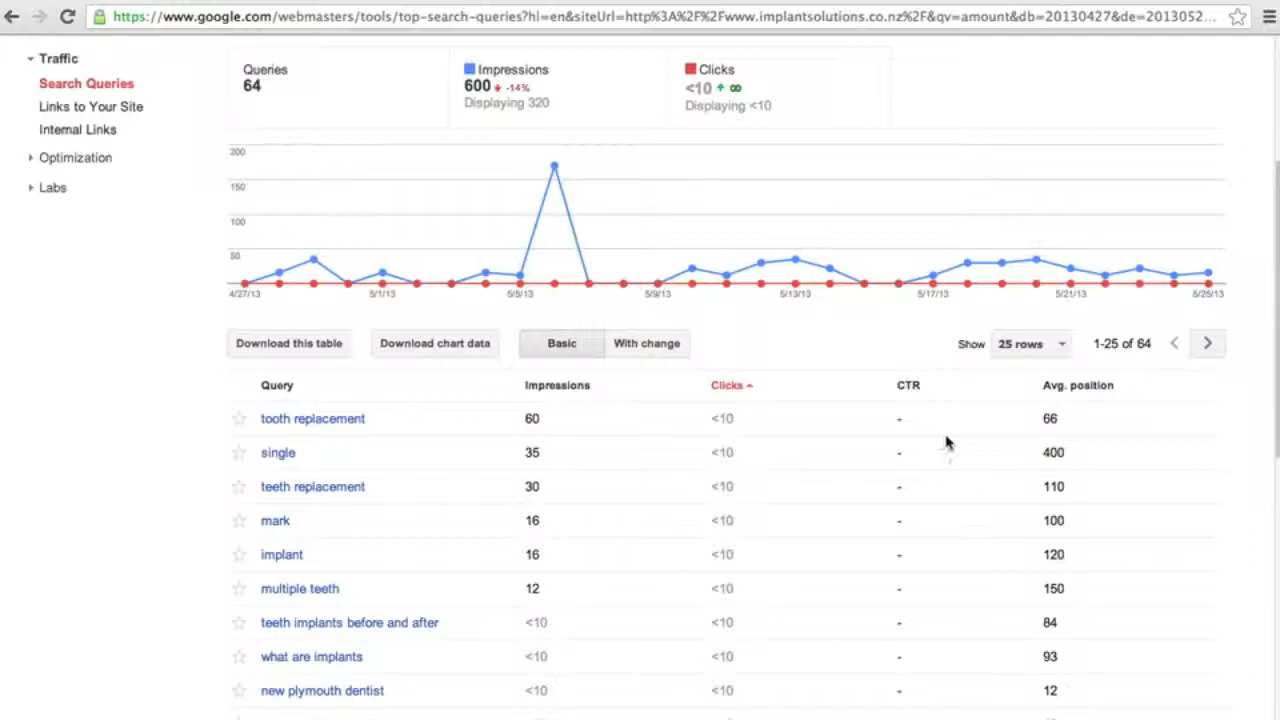 https://www.google.com/webmasters/tools/top-search-queries?hl=en&siteUrl=http%3A%2F%2Fwww.implantsolutions.co.nz%2F&qv=amount&db=20130427&de=2013052...
Traffic
Search Queries
Links to Your Site
Internal Links
Optimization
Labs
Queries
64
Impressions
600 -14%
Displaying 320
Clicks
<10 ∞
Displaying <10
200
150
100
50
4/27/13 5/1/13 5/5/13 5/9/13 5/13/13 5/17/13 5/21/13 5/25/13
Download this table Download chart data Basic With change Show 25 rows 1-25 of 64
Query Impressions Clicks CTR Avg. position
tooth replacement 60 <10 - 66
single 35 <10 - 400
teeth replacement 30 <10 - 110
mark 16 <10 - 100
implant 16 <10 - 120
multiple teeth 12 <10 - 150
teeth implants before and after <10 <10 - 84
what are implants <10 <10 - 93
new plymouth dentist <10 <10 - 12